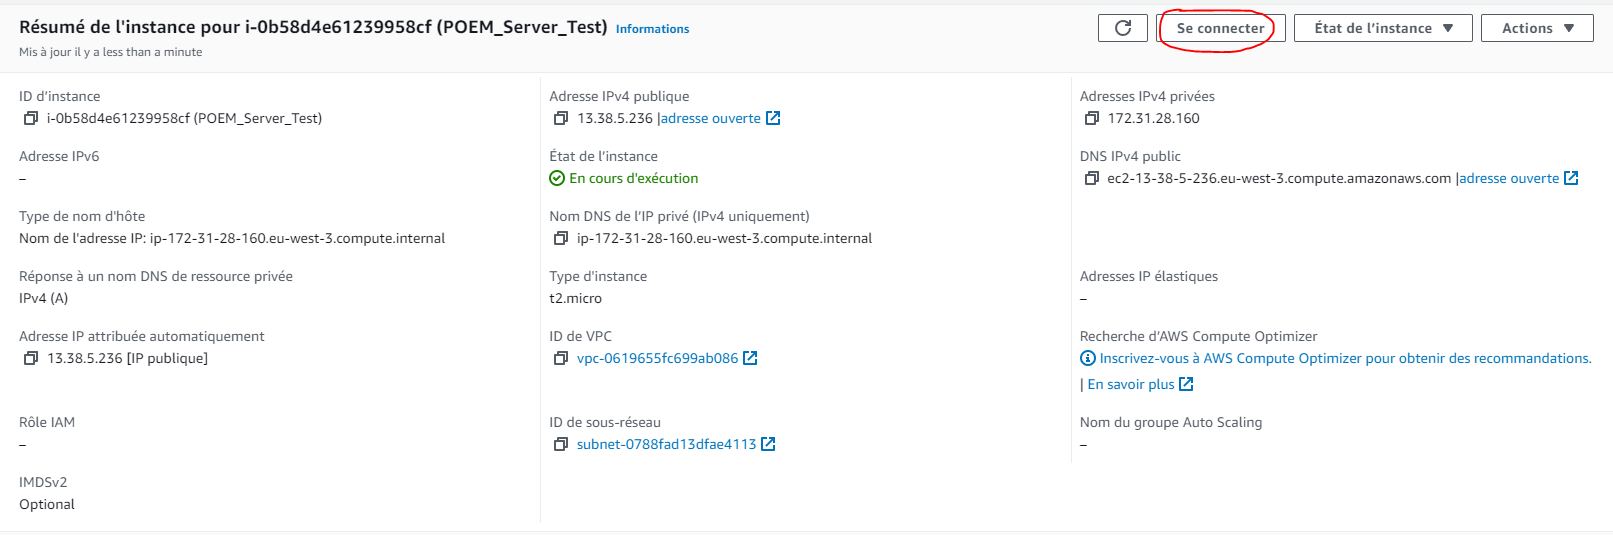 Résumé de l'instance pour i-0b58d4e61239958cf (POEM_Server_Test) Informations
Mis à jour il y a less than a minute
Se connecter
État de l'instance
Actions
ID d'instance
i-0b58d4e61239958cf (POEM_Server_Test)
Adresse IPv4 publique
13.38.5.236 |adresse ouverte
Adresses IPv4 privées
172.31.28.160
Adresse IPv6
–
État de l'instance
En cours d'exécution
DNS IPv4 public
ec2-13-38-5-236.eu-west-3.compute.amazonaws.com |adresse ouverte
Type de nom d'hôte
Nom de l'adresse IP: ip-172-31-28-160.eu-west-3.compute.internal
Nom DNS de l'IP privé (IPv4 uniquement)
ip-172-31-28-160.eu-west-3.compute.internal
Réponse à un nom DNS de ressource privée
IPv4 (A)
Type d'instance
t2.micro
Adresses IP élastiques
–
Adresse IP attribuée automatiquement
13.38.5.236 [IP publique]
ID de VPC
vpc-0619655fc699ab086
Recherche d'AWS Compute Optimizer
Inscrivez-vous à AWS Compute Optimizer pour obtenir des recommandations.
| En savoir plus
Rôle IAM
–
ID de sous-réseau
subnet-0788fad13dfae4113
Nom du groupe Auto Scaling
–
IMDSv2
Optional